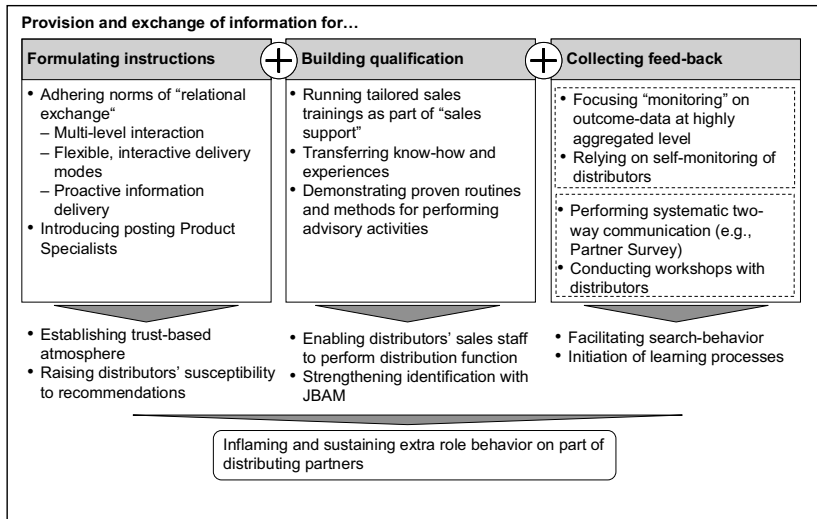 Provision and exchange of information for…
Formulating instructions
Building qualification
Collecting feed-back
• Adhering norms of “relational
exchange“
– Multi-level interaction
– Flexible, interactive delivery
modes
– Proactive information
delivery
• Introducing posting Product
Specialists
• Running tailored sales
trainings as part of “sales
support”
• Transferring know-how and
experiences
• Demonstrating proven routines
and methods for performing
advisory activities
• Focusing “monitoring” on
outcome-data at highly
aggregated level
• Relying on self-monitoring of
distributors
• Performing systematic two-
way communication (e.g.,
Partner Survey)
• Conducting workshops with
distributors
• Establishing trust-based
atmosphere
• Raising distributors’ susceptibility
to recommendations
• Enabling distributors’ sales staff
to perform distribution function
• Strengthening identification with
JBAM
• Facilitating search-behavior
• Initiation of learning processes
Inflaming and sustaining extra role behavior on part of
distributing partners